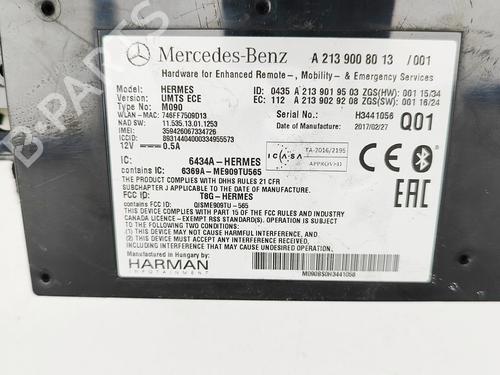 Mercedes-Benz A 213 900 80 13 /001
Hardware for Enhanced Remote-, Mobility- & Emergency Services
Model: HERMES ID: 0435 A 213 901 95 03 ZGS(HW): 001 15/34
Version: UMTS ECE EC: 112 A 213 902 92 08 ZGS(SW): 001 16/24
Type No: M090
WLAN - MAC: 746FF7509D13 Serial No.: H3441056 Q01
NAD SW: 11.535.13.01.1253 Date of manufacture: 2017/02/27
IMEI: 359426067334726
ICCID: 89314404000334955573
12V 0.5A
ICASA TA-2016/2195
APPROVED
CE
IC: 6434A-HERMES
contains IC: 6369A-ME909TU565
THE PRODUCT COMPLIES WITH DHHS RULES 21 CFR
SUBCHAPTER J APPLICABLE TO DATE OF MANUFACTURE.
FCC ID: T8G-HERMES
contains FCC ID: QISME909TU-565
EAC
THIS DEVICE COMPLIES WITH PART 15 OF THE FCC RULES AND INDUSTRY
CANADA LICENCE - EXEMPT RSS STANDARD(S). OPERATION IS SUBJECT
TO THE FOLLOWING TWO CONDITIONS:
(1) THIS DEVICE MAY NOT CAUSE HARMFUL INTERFERENCE, AND
(2) THIS DEVICE MUST ACCEPT ANY INTERFERENCE RECEIVED,
INCLUDING INTERFERENCE THAT MAY CAUSE UNDESIRED OPERATION.
Manufactured in Hungary by:
HARMAN
INFOTAINMENT
M090BS0H3441056